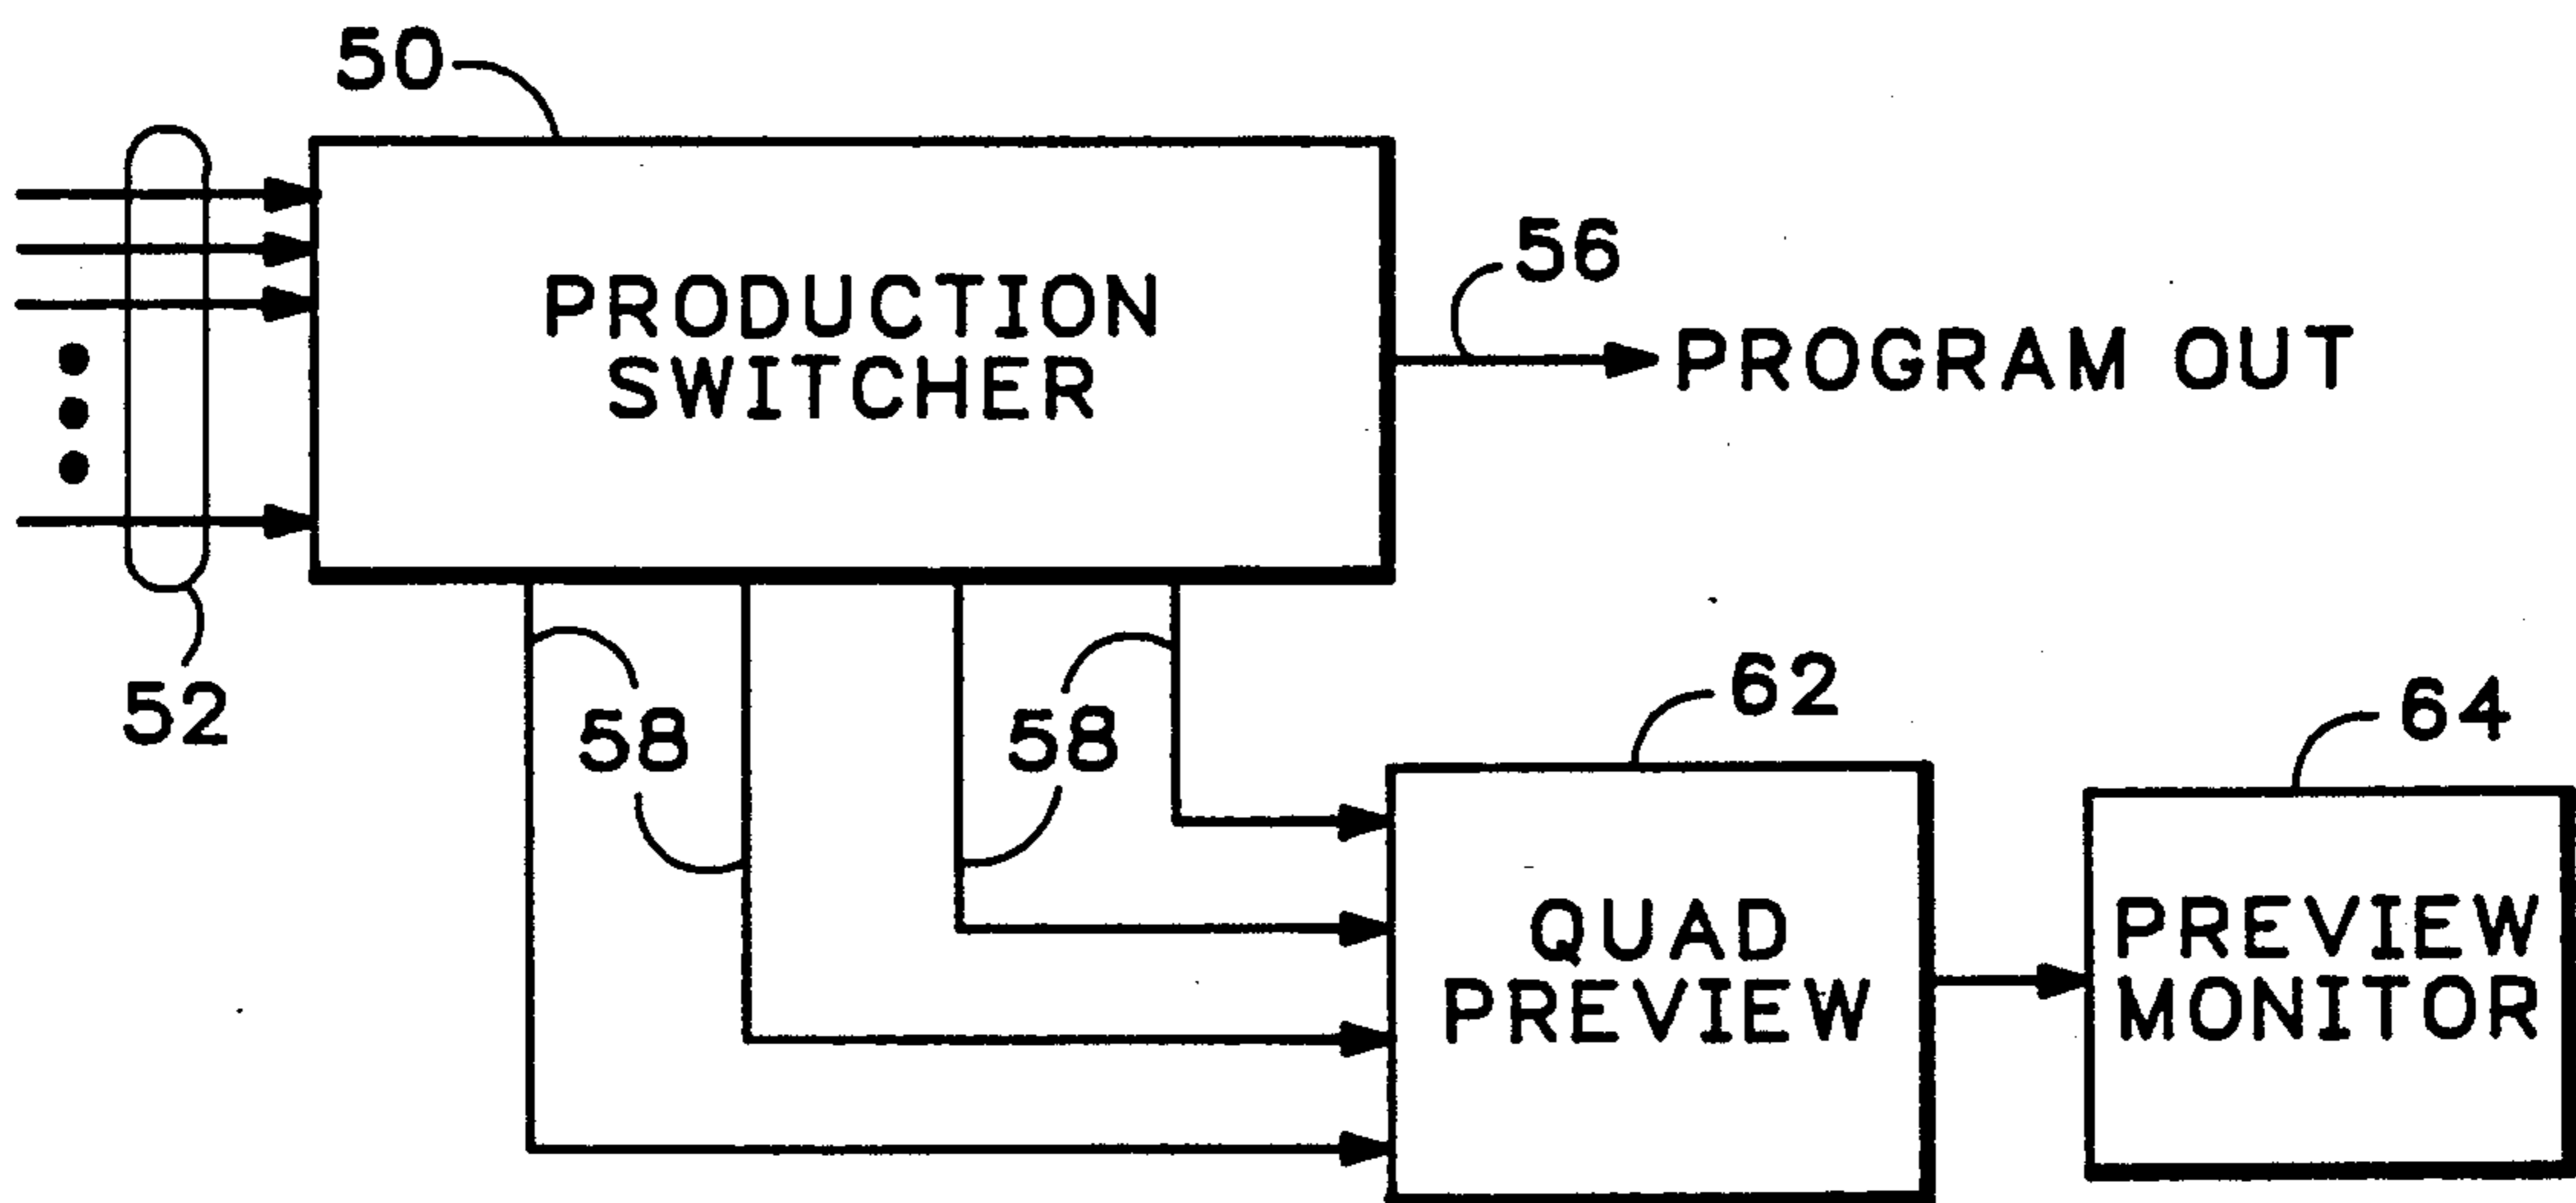 50
PRODUCTION
SWITCHER
56
PROGRAM OUT
52
58
58
62
64
QUAD
PREVIEW
PREVIEW
MONITOR